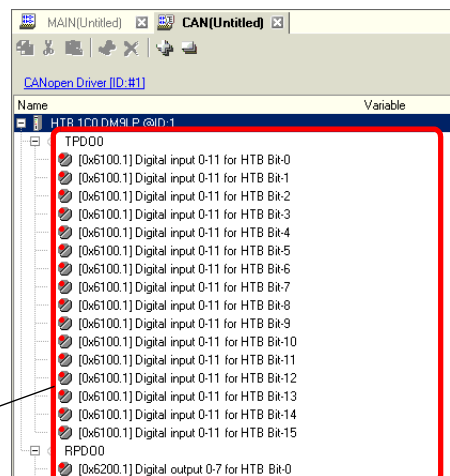 MAIN(Untitled) CAN(Untitled)
CANopen Driver [ID:#1]
Name Variable
HTB 1C0 DM9LP @ID:1
TPDO0
[0x6100.1] Digital input 0-11 for HTB Bit-0
[0x6100.1] Digital input 0-11 for HTB Bit-1
[0x6100.1] Digital input 0-11 for HTB Bit-2
[0x6100.1] Digital input 0-11 for HTB Bit-3
[0x6100.1] Digital input 0-11 for HTB Bit-4
[0x6100.1] Digital input 0-11 for HTB Bit-5
[0x6100.1] Digital input 0-11 for HTB Bit-6
[0x6100.1] Digital input 0-11 for HTB Bit-7
[0x6100.1] Digital input 0-11 for HTB Bit-8
[0x6100.1] Digital input 0-11 for HTB Bit-9
[0x6100.1] Digital input 0-11 for HTB Bit-10
[0x6100.1] Digital input 0-11 for HTB Bit-11
[0x6100.1] Digital input 0-11 for HTB Bit-12
[0x6100.1] Digital input 0-11 for HTB Bit-13
[0x6100.1] Digital input 0-11 for HTB Bit-14
[0x6100.1] Digital input 0-11 for HTB Bit-15
RPDO0
[0x6200.1] Digital output 0-7 for HTB Bit-0